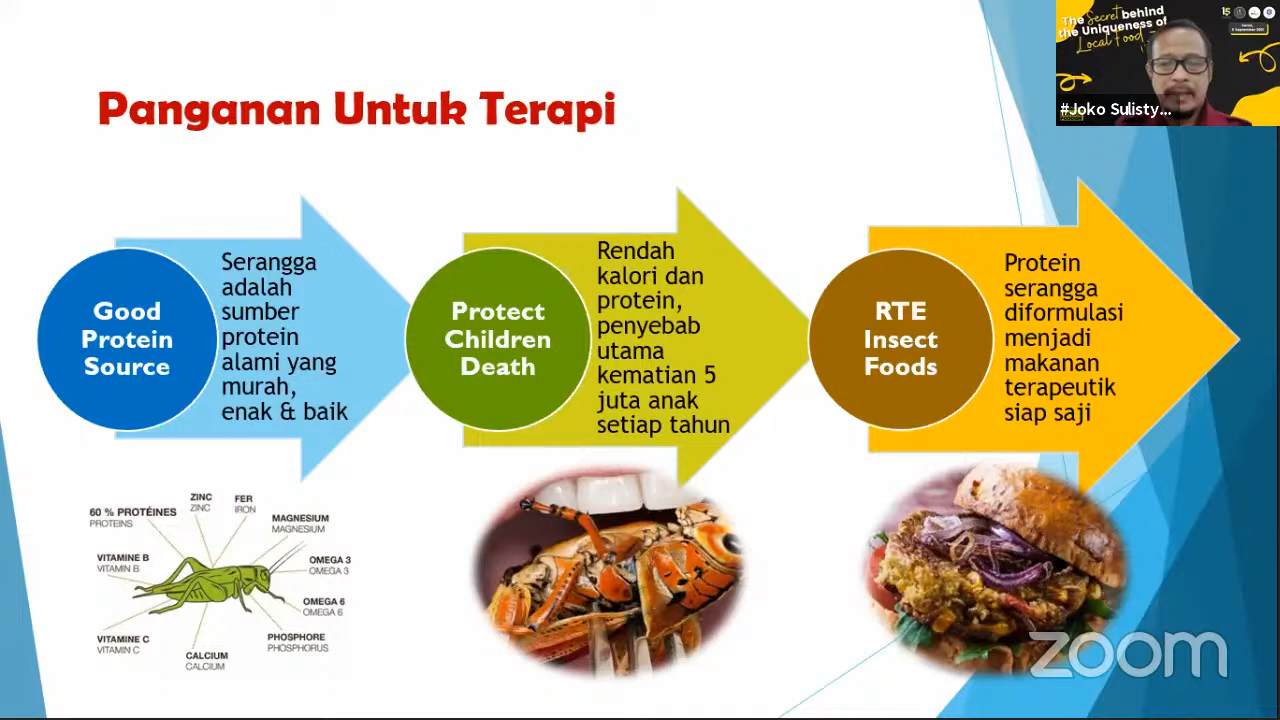 Panganan Untuk Terapi
The Secret behind
the Uniqueness of
Local Food
15
#Joko Sulisty...
Good
Protein
Source
Serangga
adalah
sumber
protein
alami yang
murah,
enak & baik
Protect
Children
Death
Rendah
kalori dan
protein,
penyebab
utama
kematian 5
juta anak
setiap tahun
RTE
Insect
Foods
Protein
serangga
diformulasi
menjadi
makanan
terapeutik
siap saji
60 % PROTÉINES
PROTEINS
ZINC
ZINC
FER
IRON
MAGNESIUM
MAGNESIUM
VITAMINE B
VITAMIN B
OMEGA 3
OMEGA 3
OMEGA 6
OMEGA 6
VITAMINE C
VITAMIN C
CALCIUM
CALCIUM
PHOSPHORE
PHOSPHORUS
zoom